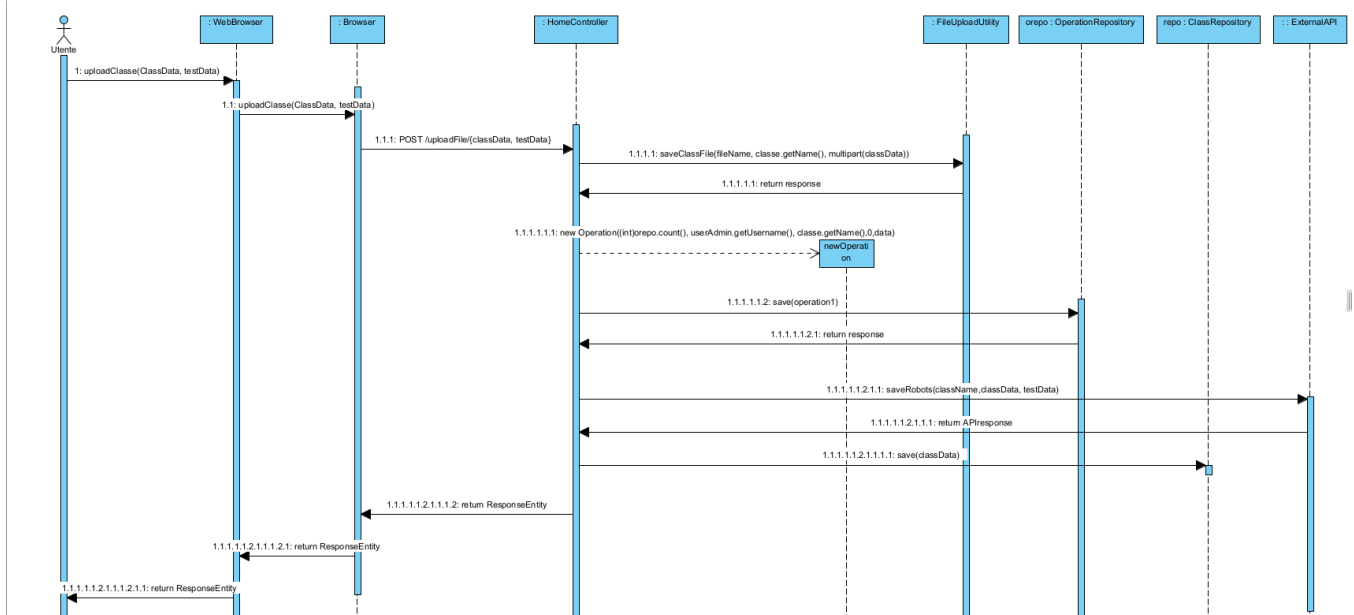 : WebBrowser
: Browser
: HomeController
: FileUploadUtility
orepo : OperationRepository
repo : ClassRepository
: : ExternalAPI
Utente
1: uploadClasse(ClassData, testData)
1.1: uploadClasse(ClassData, testData)
1.1.1: POST /uploadFile/{classData, testData}
1.1.1.1: saveClassFile(fileName, classe.getName(), multipart(classData))
1.1.1.1.1: return response
1.1.1.1.1.1: new Operation((int)orepo.count(), userAdmin.getUsername(), classe.getName(),0,data)
newOperati
on
1.1.1.1.1.2: save(operation1)
1.1.1.1.1.2.1: return response
1.1.1.1.1.2.1.1: saveRobots(className,classData, testData)
1.1.1.1.1.2.1.1.1: return APIresponse
1.1.1.1.1.2.1.1.1.1: save(classData)
1.1.1.1.1.2.1.1.1.2: return ResponseEntity
1.1.1.1.1.2.1.1.1.2.1: return ResponseEntity
1.1.1.1.1.2.1.1.1.2.1.1: return ResponseEntity